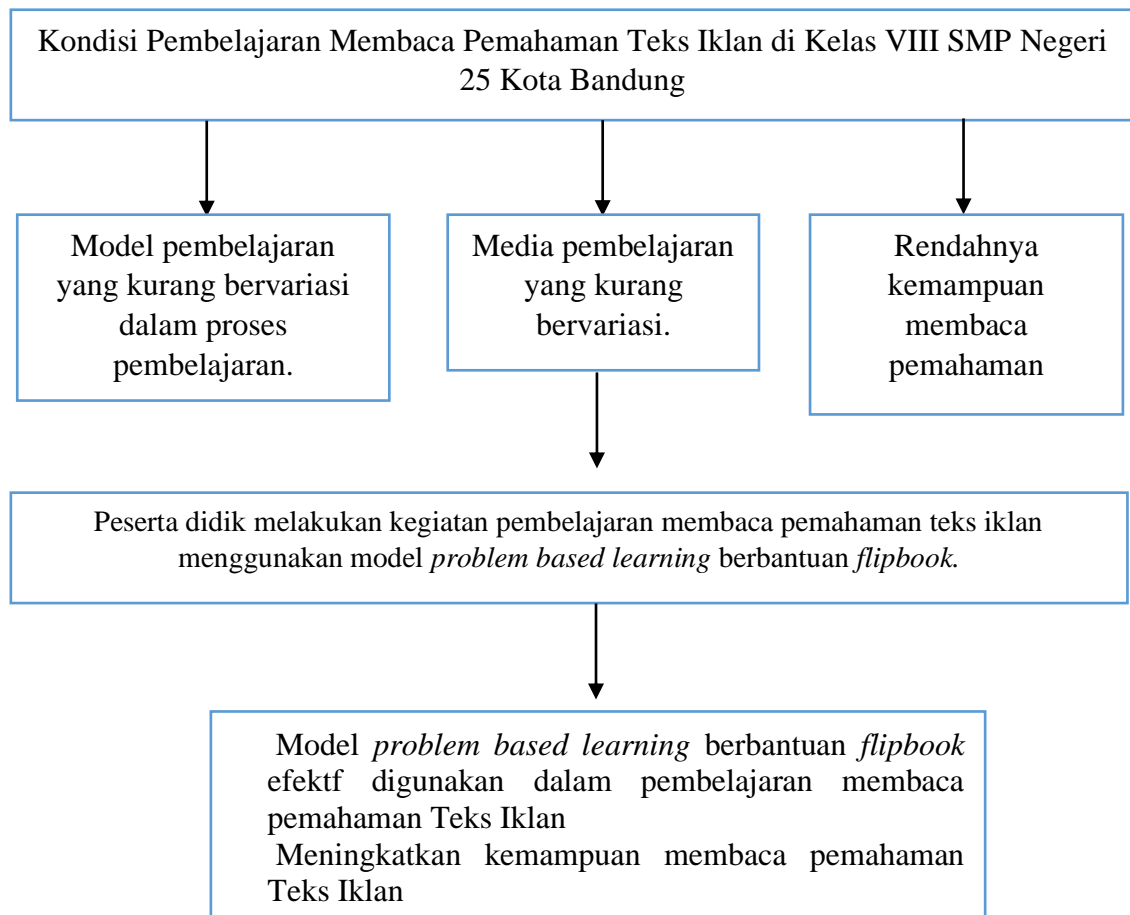 Kondisi Pembelajaran Membaca Pemahaman Teks Iklan di Kelas VIII SMP Negeri
25 Kota Bandung
Model pembelajaran
yang kurang bervariasi
dalam proses
pembelajaran.
Media pembelajaran
yang kurang
bervariasi.
Rendahnya
kemampuan
membaca
pemahaman
Peserta didik melakukan kegiatan pembelajaran membaca pemahaman teks iklan
menggunakan model problem based learning berbantuan flipbook.
Model problem based learning berbantuan flipbook
efektf digunakan dalam pembelajaran membaca
pemahaman Teks Iklan
Meningkatkan kemampuan membaca pemahaman
Teks Iklan